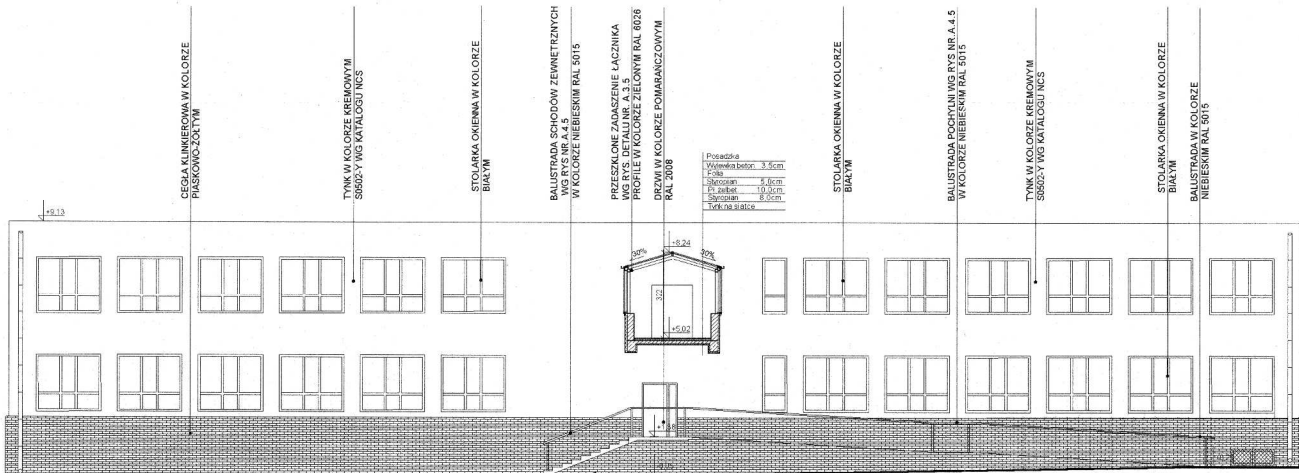 CEGŁA KLINKIEROWA W KOLORZE
PIASKOWO-ŻÓŁTYM
TYNK W KOLORZE KREMOWYM
S0502-Y WG KATALOGU NCS
STOLARKA OKIENNA W KOLORZE
BIAŁYM
BALUSTRADA SCHODÓW ZEWNĘTRZNYCH
WG RYS NR.A.4.5
W KOLORZE NIEBIESKIM RAL 5015
PRZESZKLONE ZADASZENIE ŁĄCZNIKA
WG RYS. DETALU NR. A.3.5
PROFILE W KOLORZE ZIELONYM RAL 6026
DRZWI W KOLORZE POMARAŃCZOWYM
RAL 2008
Posadzka
Wylewka beton. 3.5cm
Folia
Styropian 5.0cm
Pł. żelbet. 10.0cm
Styropian 8.0cm
Tynk na siatce
STOLARKA OKIENNA W KOLORZE
BIAŁYM
BALUSTRADA POCHYLNI WG RYS NR.A.4.5
W KOLORZE NIEBIESKIM RAL 5015
TYNK W KOLORZE KREMOWYM
S0502-Y WG KATALOGU NCS
STOLARKA OKIENNA W KOLORZE
BIAŁYM
BALUSTRADA W KOLORZE
NIEBIESKIM RAL 5015
+9,13
+8,24
30%
30%
322
+5,02